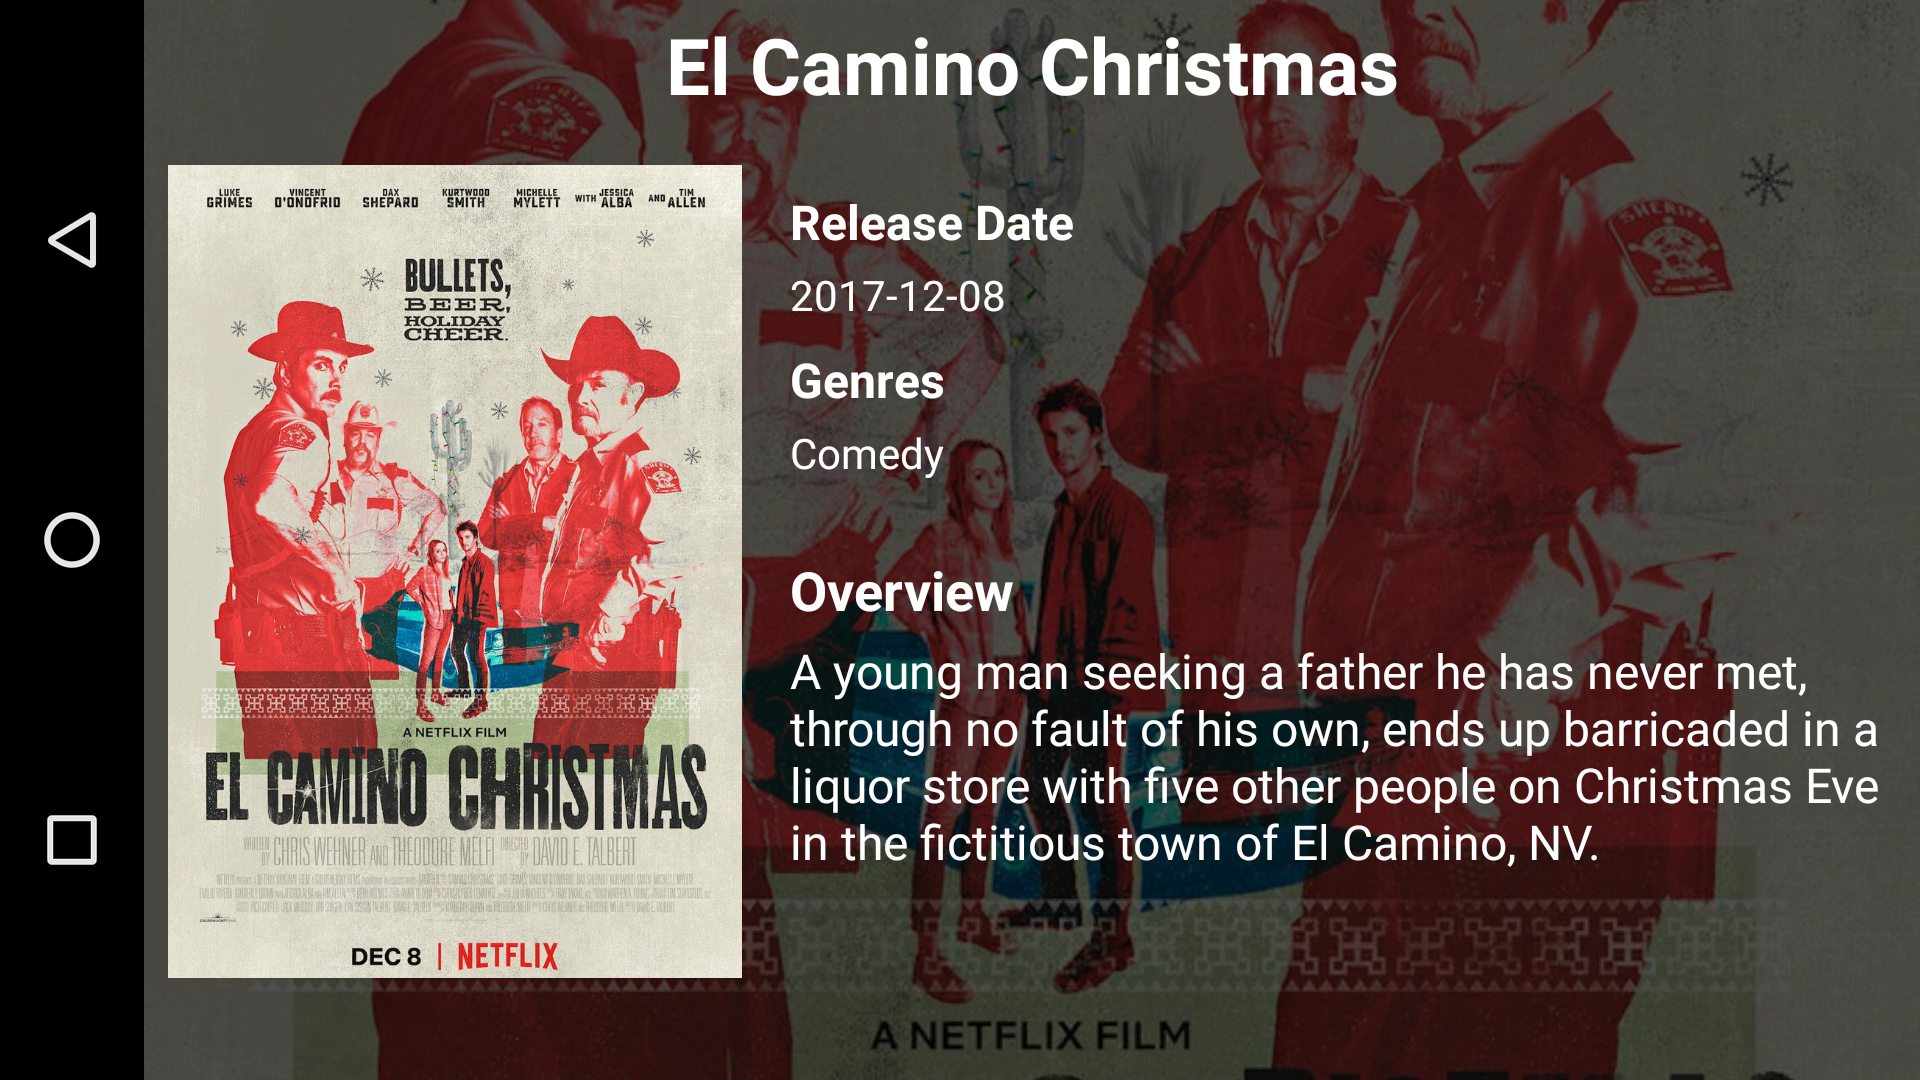 El Camino Christmas
LUKE GRIMES
VINCENT D'ONOFRIO
DAX SHEPARD
KURTWOOD SMITH
MICHELLE MYLETT
WITH JESSICA ALBA
AND TIM ALLEN
BULLETS,
BEER,
HOLIDAY
CHEER.
SHERIFF
A NETFLIX FILM
EL CAMINO CHRISTMAS
WRITTEN BY CHRIS WEHNER AND THEODORE MELFI DIRECTED BY DAVID E. TALBERT
DEC 8 | NETFLIX
Release Date
2017-12-08
Genres
Comedy
Overview
A young man seeking a father he has never met,
through no fault of his own, ends up barricaded in a
liquor store with five other people on Christmas Eve
in the fictitious town of El Camino, NV.
SHERIFF
A NETFLIX FILM